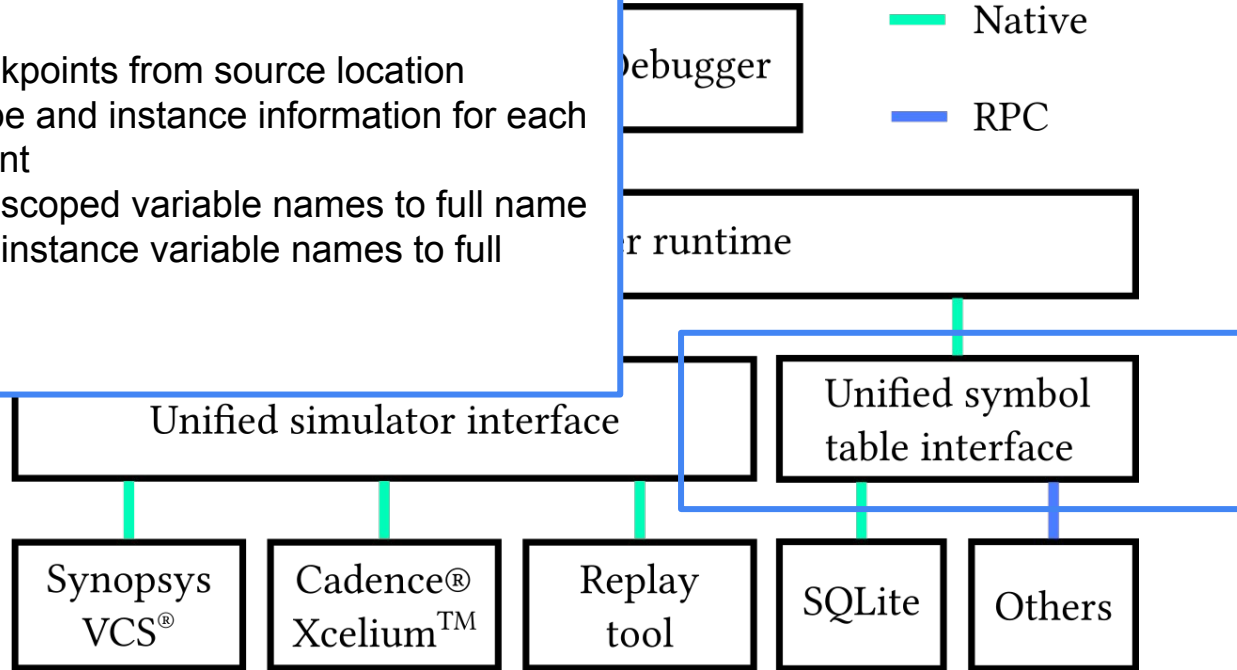 kpoints from source location
pe and instance information for each
nt
scoped variable names to full name
instance variable names to full
Debugger
Native
RPC
r runtime
Unified simulator interface
Unified symbol
table interface
Synopsys
VCS®
Cadence®
Xcelium™
Replay
tool
SQLite
Others